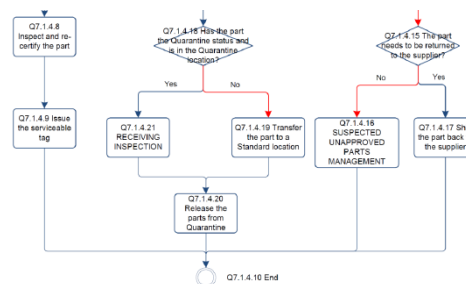 Q7.1.4.8
Inspect and re-
certify the part
Q7.1.4.18 Has the part
the Quarantine status and
is in the Quarantine
location?
Q7.1.4.15 The part
needs to be returned
to the supplier?
Yes
No
No
Yes
Q7.1.4.9 Issue
the serviceable
tag
Q7.1.4.21
RECEIVING
INSPECTION
Q7.1.4.19 Transfer
the part to a
Standard location
Q7.1.4.16
SUSPECTED
UNAPPROVED
PARTS
MANAGEMENT
Q7.1.4.17 Sh
the part back
the supplier
Q7.1.4.20
Release the
parts from
Quarantine
Q7.1.4.10 End